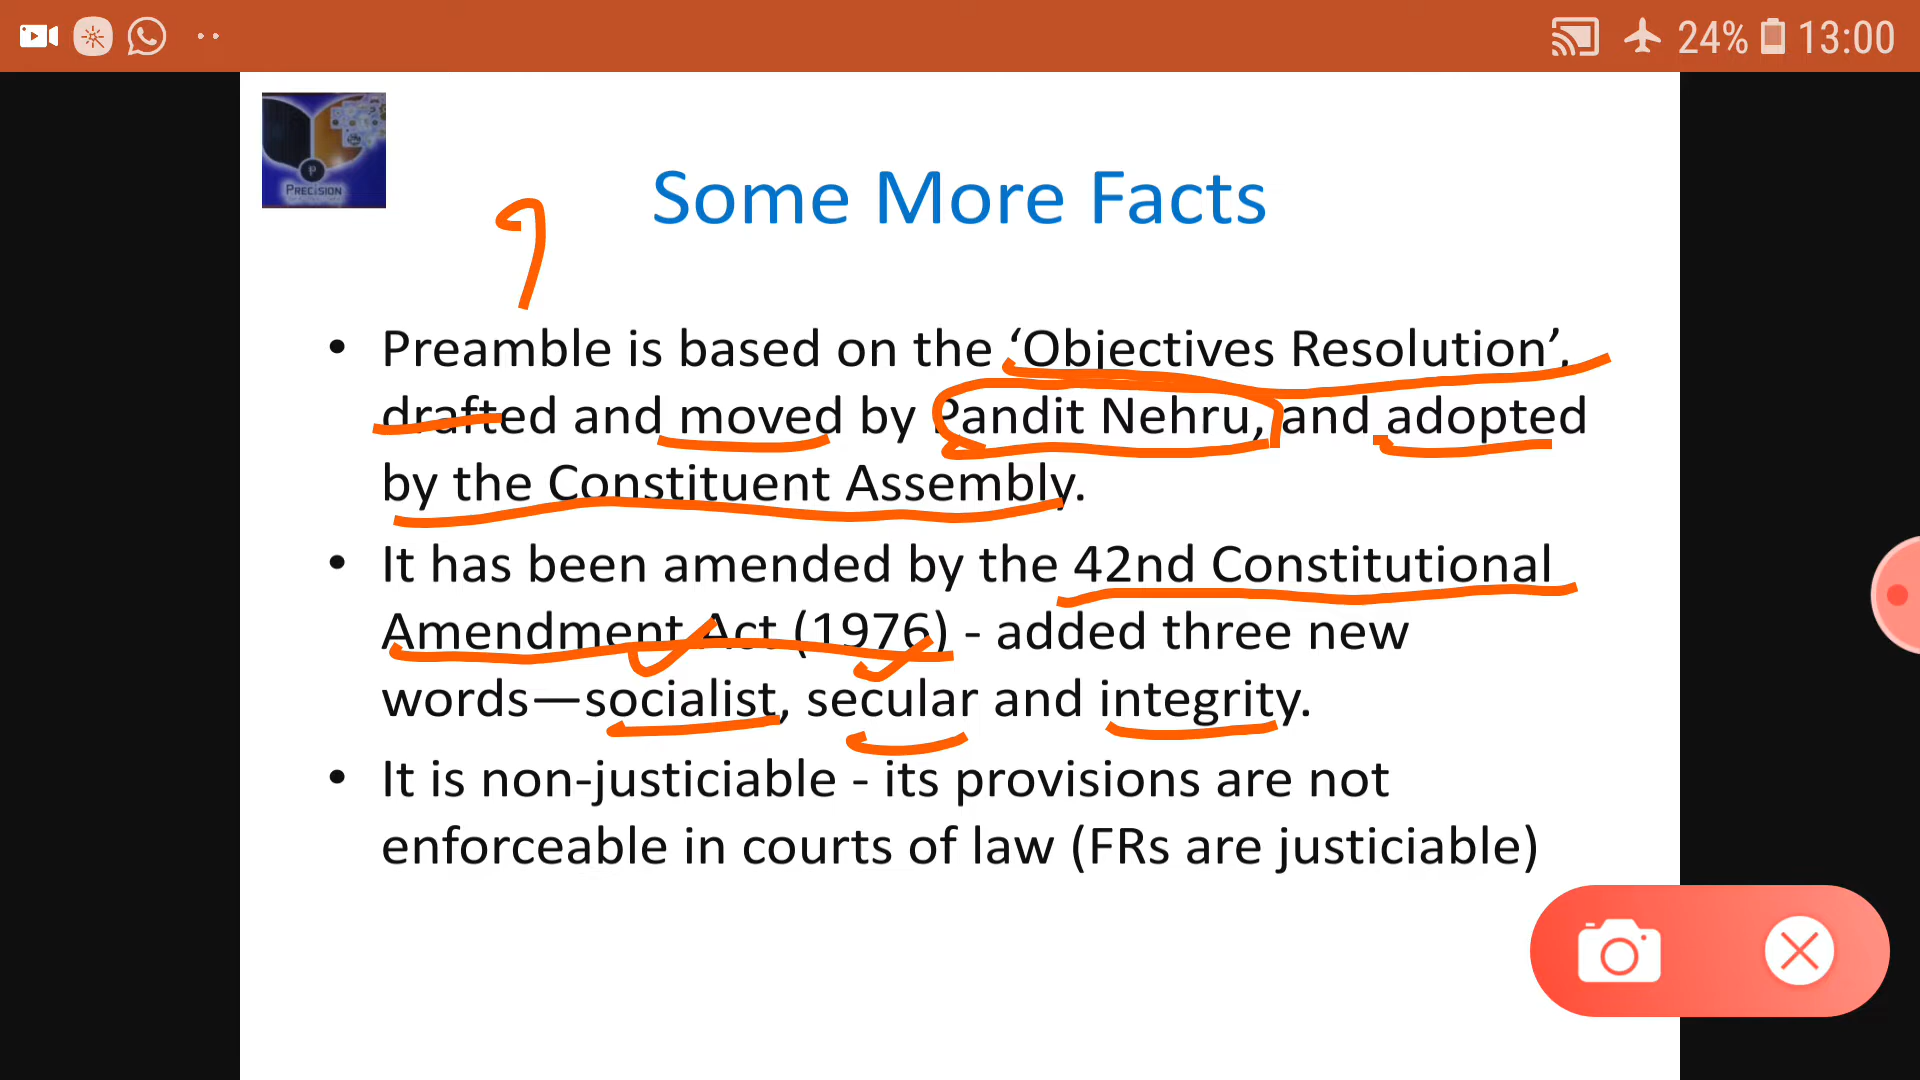 24% 13:00
P
PRECISION
Some More Facts
• Preamble is based on the ‘Objectives Resolution’,
drafted and moved by Pandit Nehru, and adopted
by the Constituent Assembly.
• It has been amended by the 42nd Constitutional
Amendment Act (1976) - added three new
words—socialist, secular and integrity.
• It is non-justiciable - its provisions are not
enforceable in courts of law (FRs are justiciable)